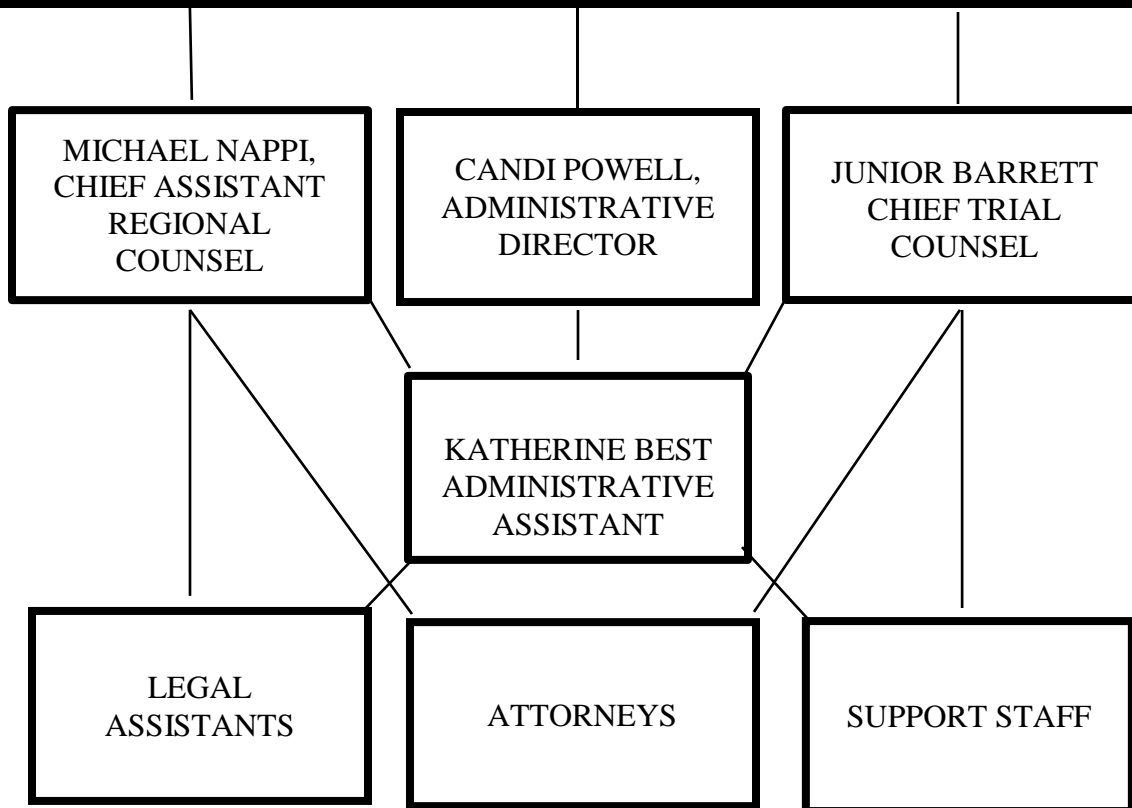 MICHAEL NAPPI,
CHIEF ASSISTANT
REGIONAL
COUNSEL
CANDI POWELL,
ADMINISTRATIVE
DIRECTOR
JUNIOR BARRETT
CHIEF TRIAL
COUNSEL
KATHERINE BEST
ADMINISTRATIVE
ASSISTANT
LEGAL
ASSISTANTS
ATTORNEYS
SUPPORT STAFF